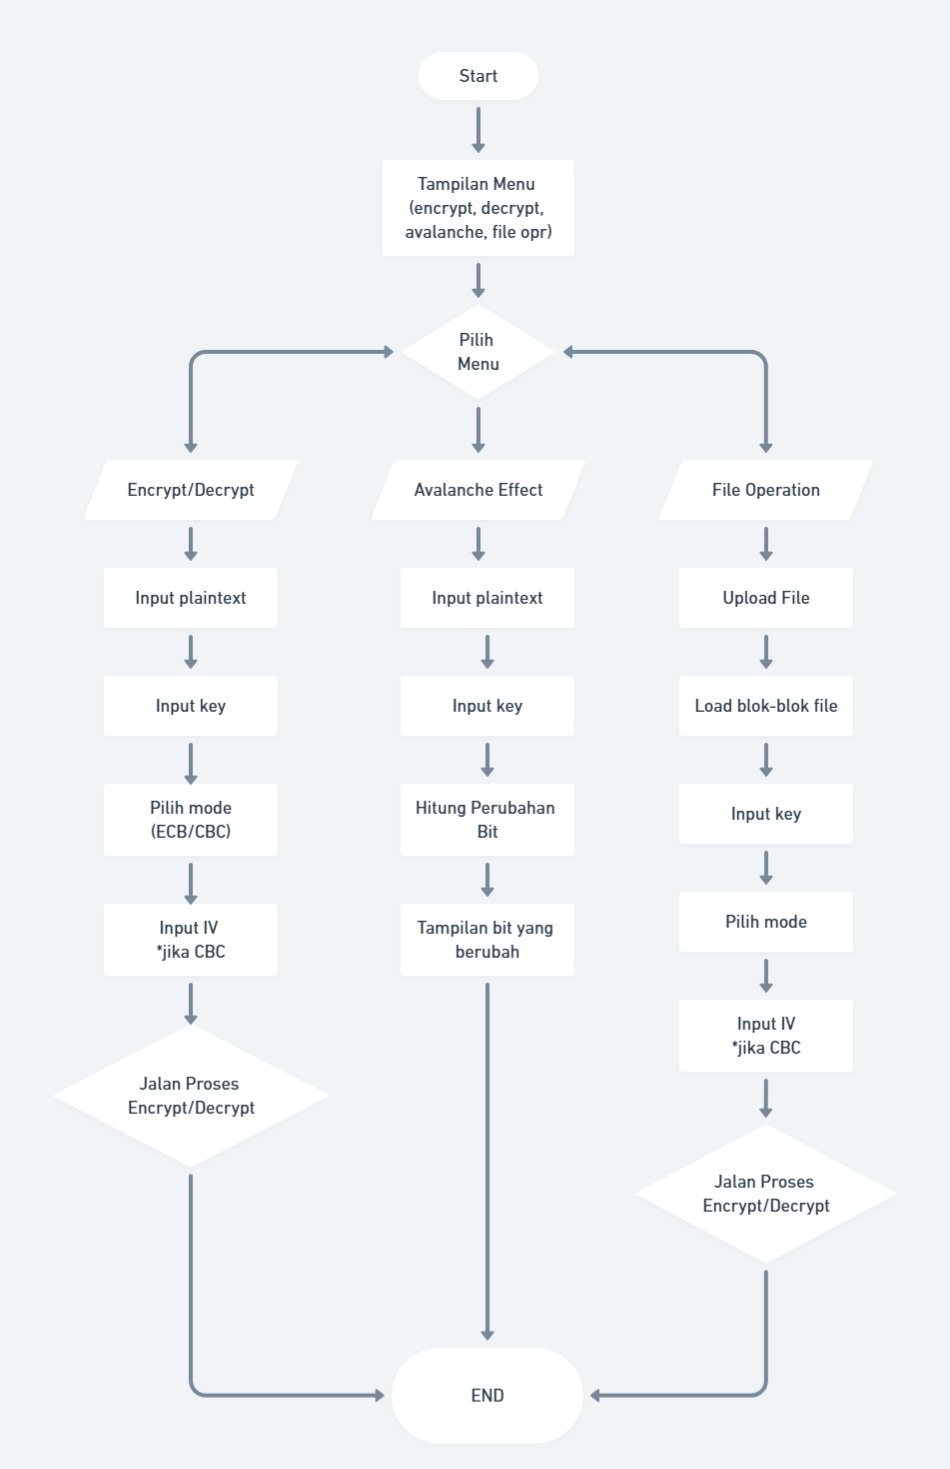 Start
Tampilan Menu
(encrypt, decrypt,
avalanche, file opr)
Pilih
Menu
Encrypt/Decrypt
Input plaintext
Input key
Pilih mode
(ECB/CBC)
Input IV
*jika CBC
Jalan Proses
Encrypt/Decrypt
Avalanche Effect
Input plaintext
Input key
Hitung Perubahan
Bit
Tampilan bit yang
berubah
File Operation
Upload File
Load blok-blok file
Input key
Pilih mode
Input IV
*jika CBC
Jalan Proses
Encrypt/Decrypt
END